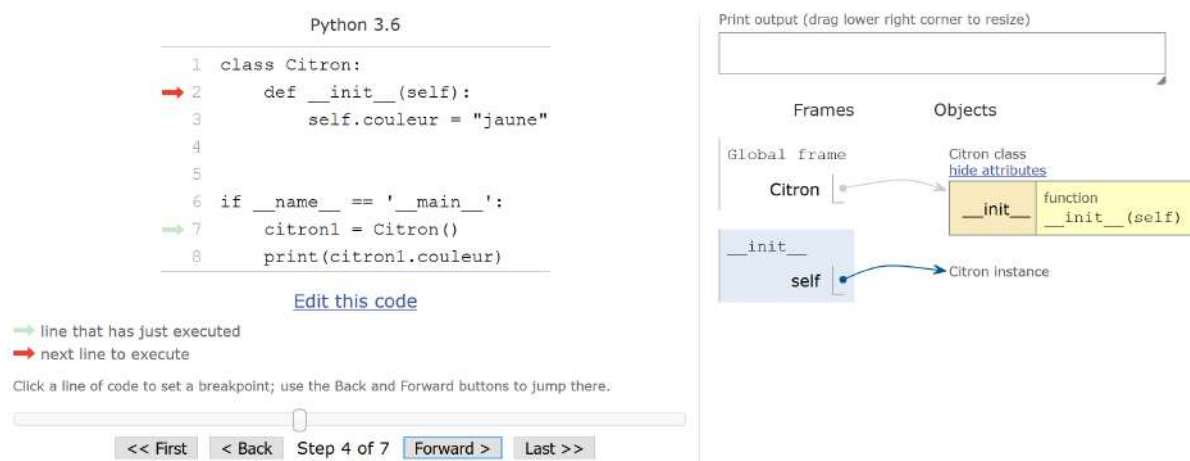 Python 3.6
1 class Citron:
2     def __init__(self):
3         self.couleur = "jaune"
4
5
6 if __name__ == '__main__':
7     citron1 = Citron()
8     print(citron1.couleur)
Edit this code
line that has just executed
next line to execute
Click a line of code to set a breakpoint; use the Back and Forward buttons to jump there.
<< First < Back Step 4 of 7 Forward > Last >>
Print output (drag lower right corner to resize)
Frames Objects
Global frame
Citron
Citron class
hide attributes
__init__
function
__init__(self)
__init__
self
Citron instance